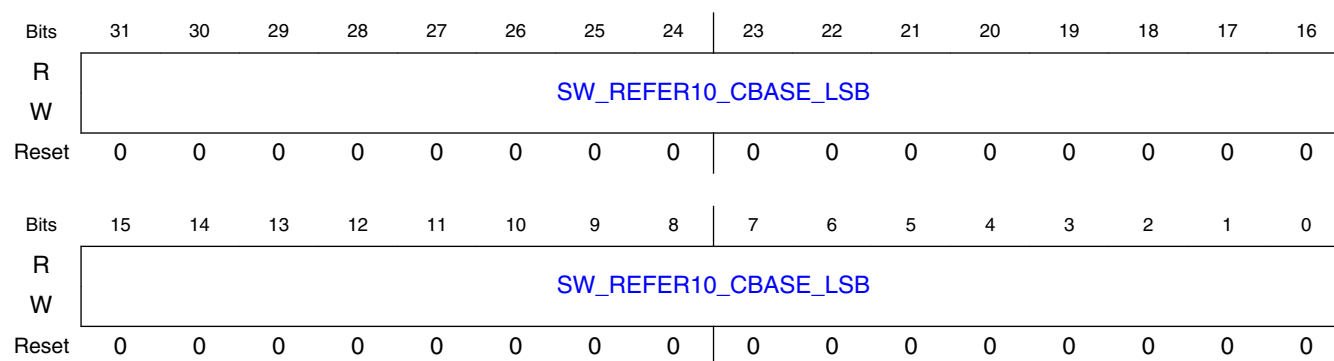 Bits 31 30 29 28 27 26 25 24 23 22 21 20 19 18 17 16
R
SW_REFER10_CBASE_LSB
W
Reset 0 0 0 0 0 0 0 0 0 0 0 0 0 0 0 0
Bits 15 14 13 12 11 10 9 8 7 6 5 4 3 2 1 0
R
SW_REFER10_CBASE_LSB
W
Reset 0 0 0 0 0 0 0 0 0 0 0 0 0 0 0 0